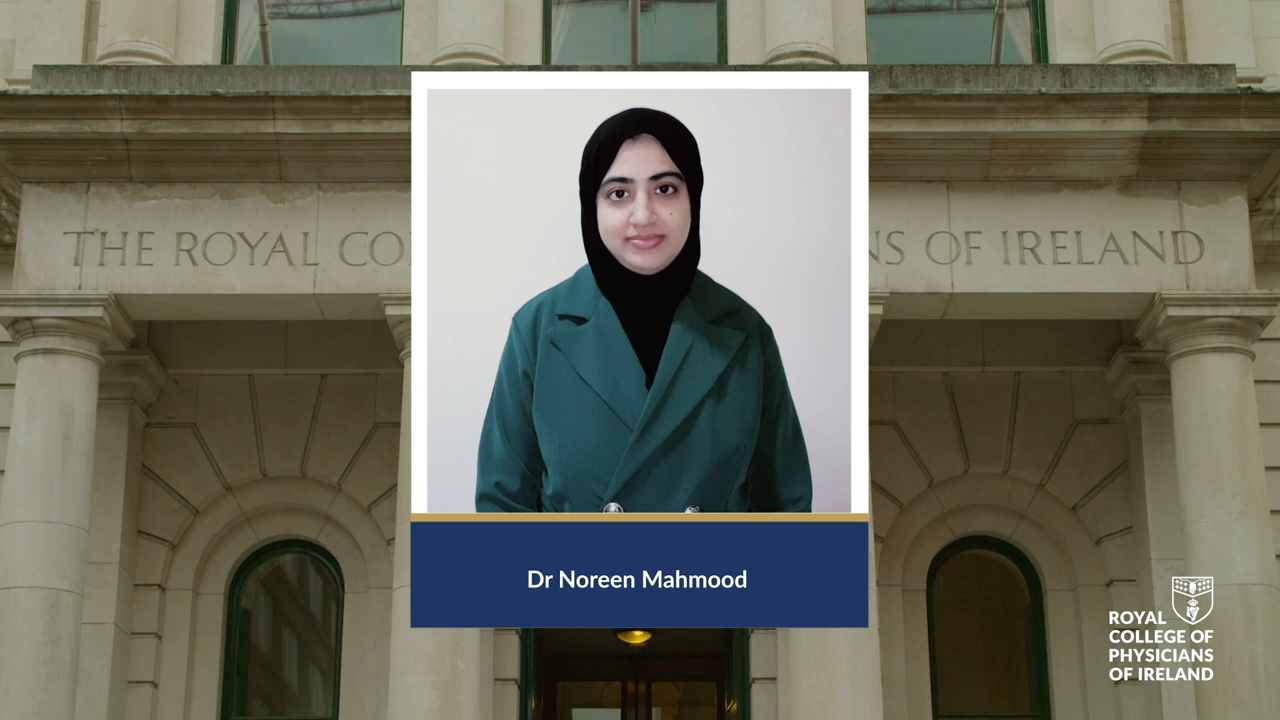 THE ROYAL CO
NS OF IRELAND
Dr Noreen Mahmood
ROYAL
COLLEGE OF
PHYSICIANS
OF IRELAND